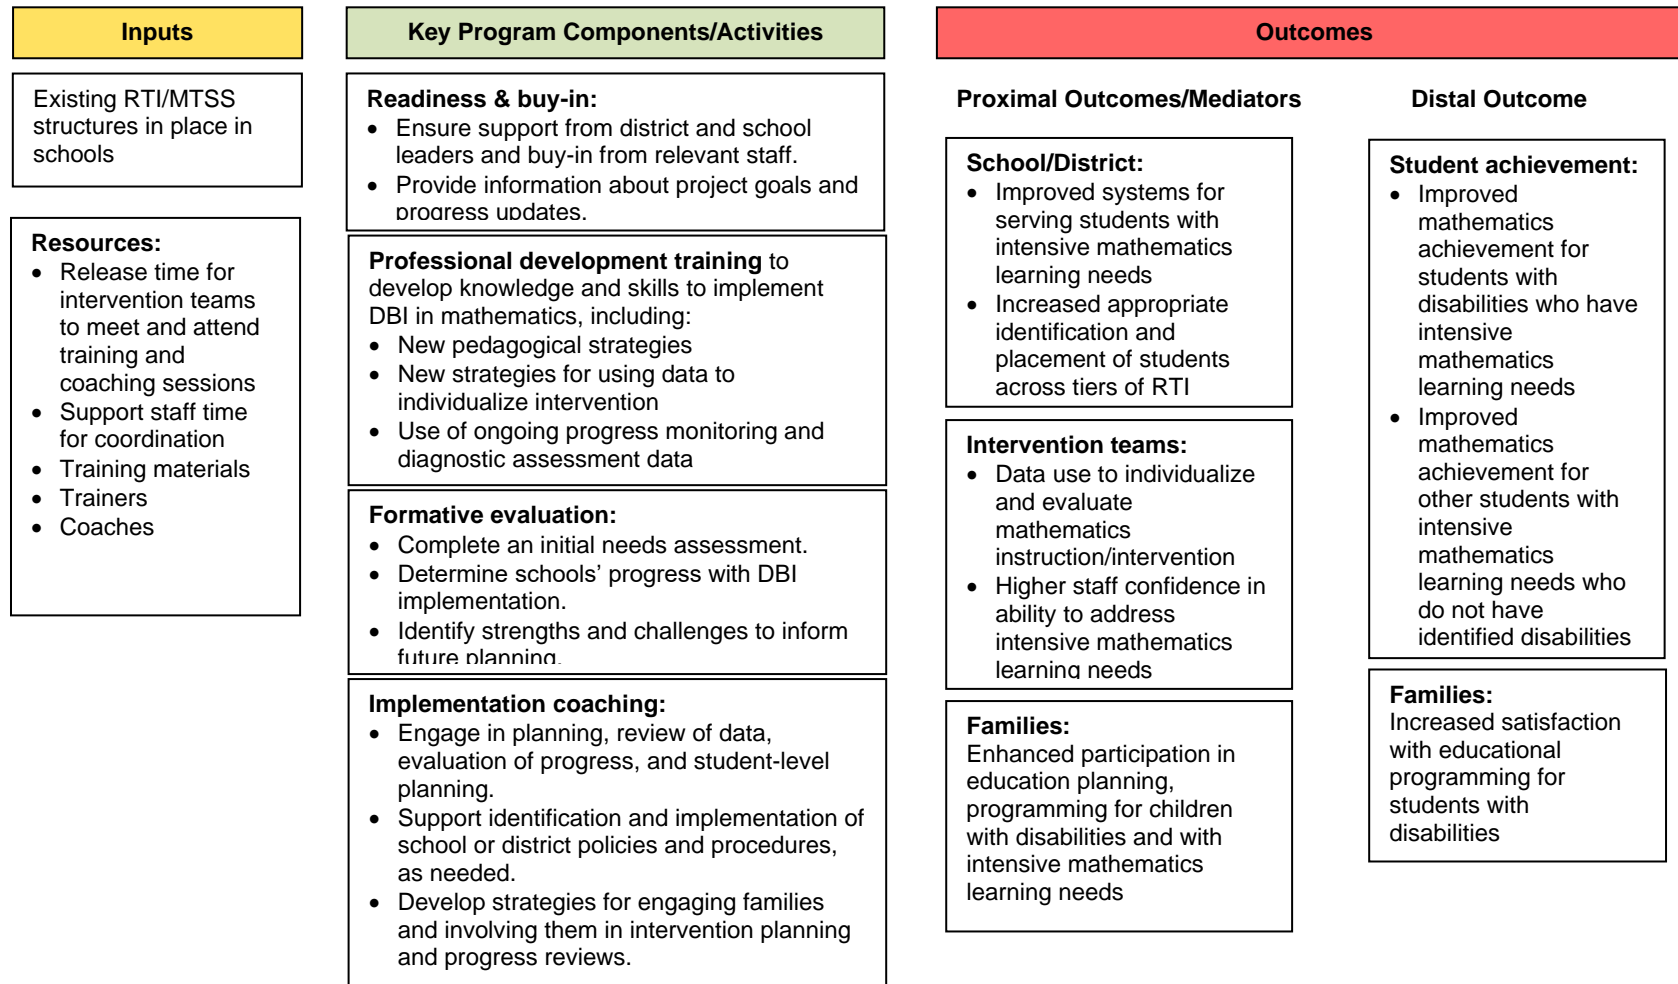 Inputs
Existing RTI/MTSS
structures in place in
schools
Resources:
• Release time for
intervention teams
to meet and attend
training and
coaching sessions
• Support staff time
for coordination
• Training materials
• Trainers
• Coaches
Key Program Components/Activities
Readiness & buy-in:
• Ensure support from district and school
leaders and buy-in from relevant staff.
• Provide information about project goals and
progress updates.
Professional development training to
develop knowledge and skills to implement
DBI in mathematics, including:
• New pedagogical strategies
• New strategies for using data to
individualize intervention
• Use of ongoing progress monitoring and
diagnostic assessment data
Formative evaluation:
• Complete an initial needs assessment.
• Determine schools’ progress with DBI
implementation.
• Identify strengths and challenges to inform
future planning.
Implementation coaching:
• Engage in planning, review of data,
evaluation of progress, and student-level
planning.
• Support identification and implementation of
school or district policies and procedures,
as needed.
• Develop strategies for engaging families
and involving them in intervention planning
and progress reviews.
Outcomes
Proximal Outcomes/Mediators
School/District:
• Improved systems for
serving students with
intensive mathematics
learning needs
• Increased appropriate
identification and
placement of students
across tiers of RTI
Intervention teams:
• Data use to individualize
and evaluate
mathematics
instruction/intervention
• Higher staff confidence in
ability to address
intensive mathematics
learning needs
Families:
Enhanced participation in
education planning,
programming for children
with disabilities and with
intensive mathematics
learning needs
Distal Outcome
Student achievement:
• Improved
mathematics
achievement for
students with
disabilities who have
intensive
mathematics
learning needs
• Improved
mathematics
achievement for
other students with
intensive
mathematics
learning needs who
do not have
identified disabilities
Families:
Increased satisfaction
with educational
programming for
students with
disabilities